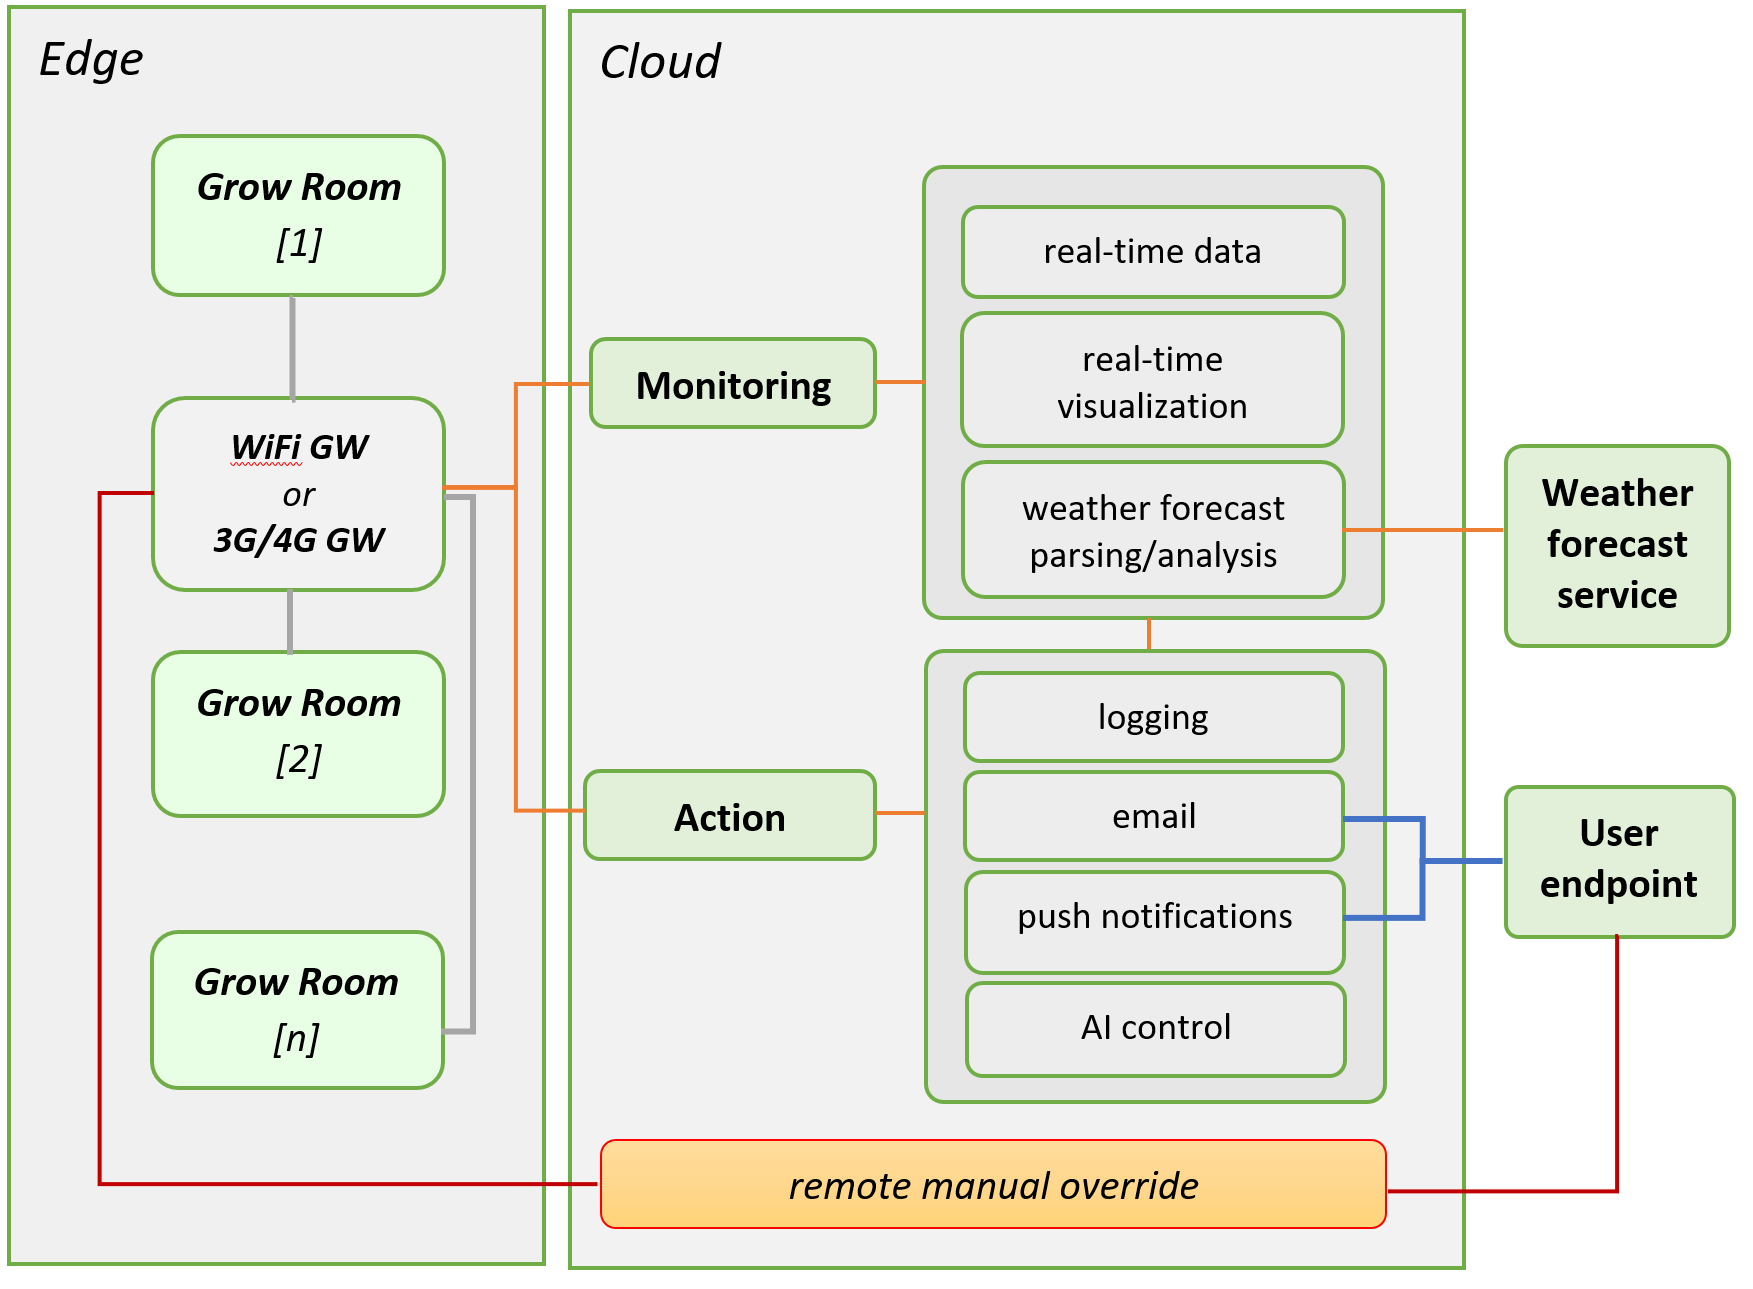 Edge
Grow Room
[1]
WiFi GW
or
3G/4G GW
Grow Room
[2]
Grow Room
[n]
Cloud
Monitoring
real-time data
real-time
visualization
weather forecast
parsing/analysis
Action
logging
email
push notifications
AI control
remote manual override
Weather
forecast
service
User
endpoint